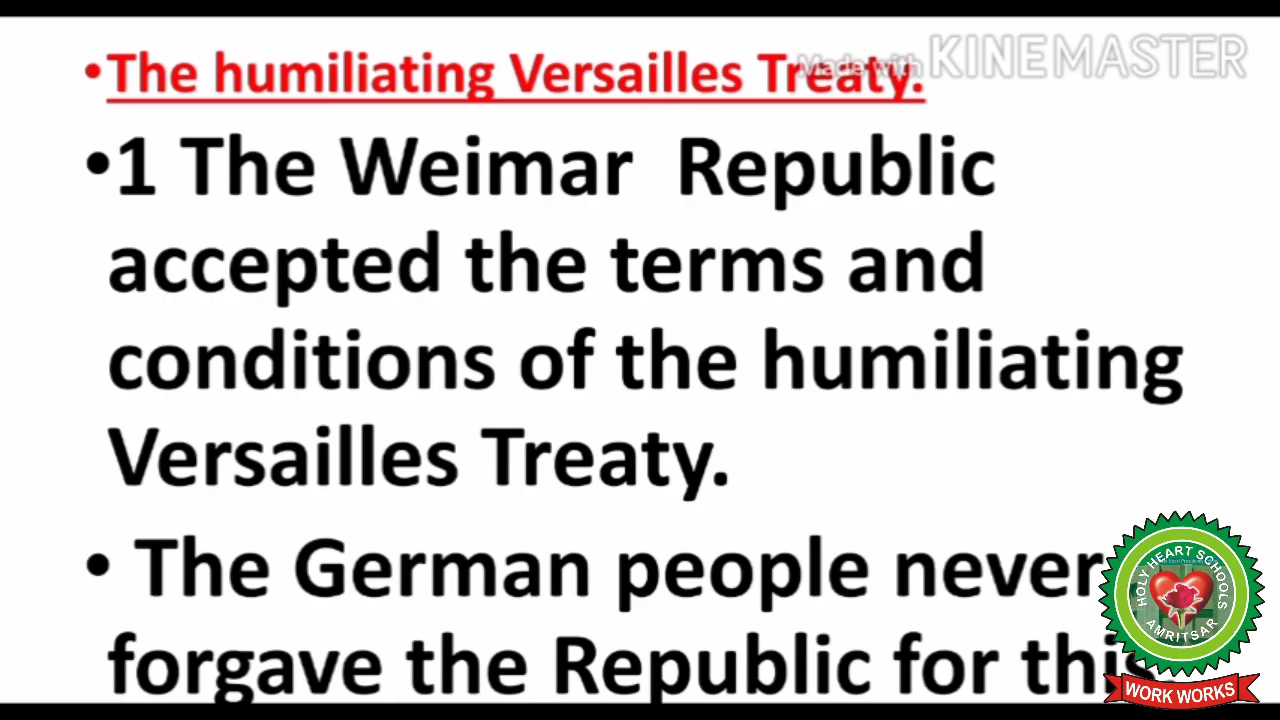 •The humiliating Versailles Treaty.
Made with KINEMASTER
•1 The Weimar Republic
accepted the terms and
conditions of the humiliating
Versailles Treaty.
• The German people never
forgave the Republic for this
HOLY HEART SCHOOLS
AMRITSAR
WORK WORKS